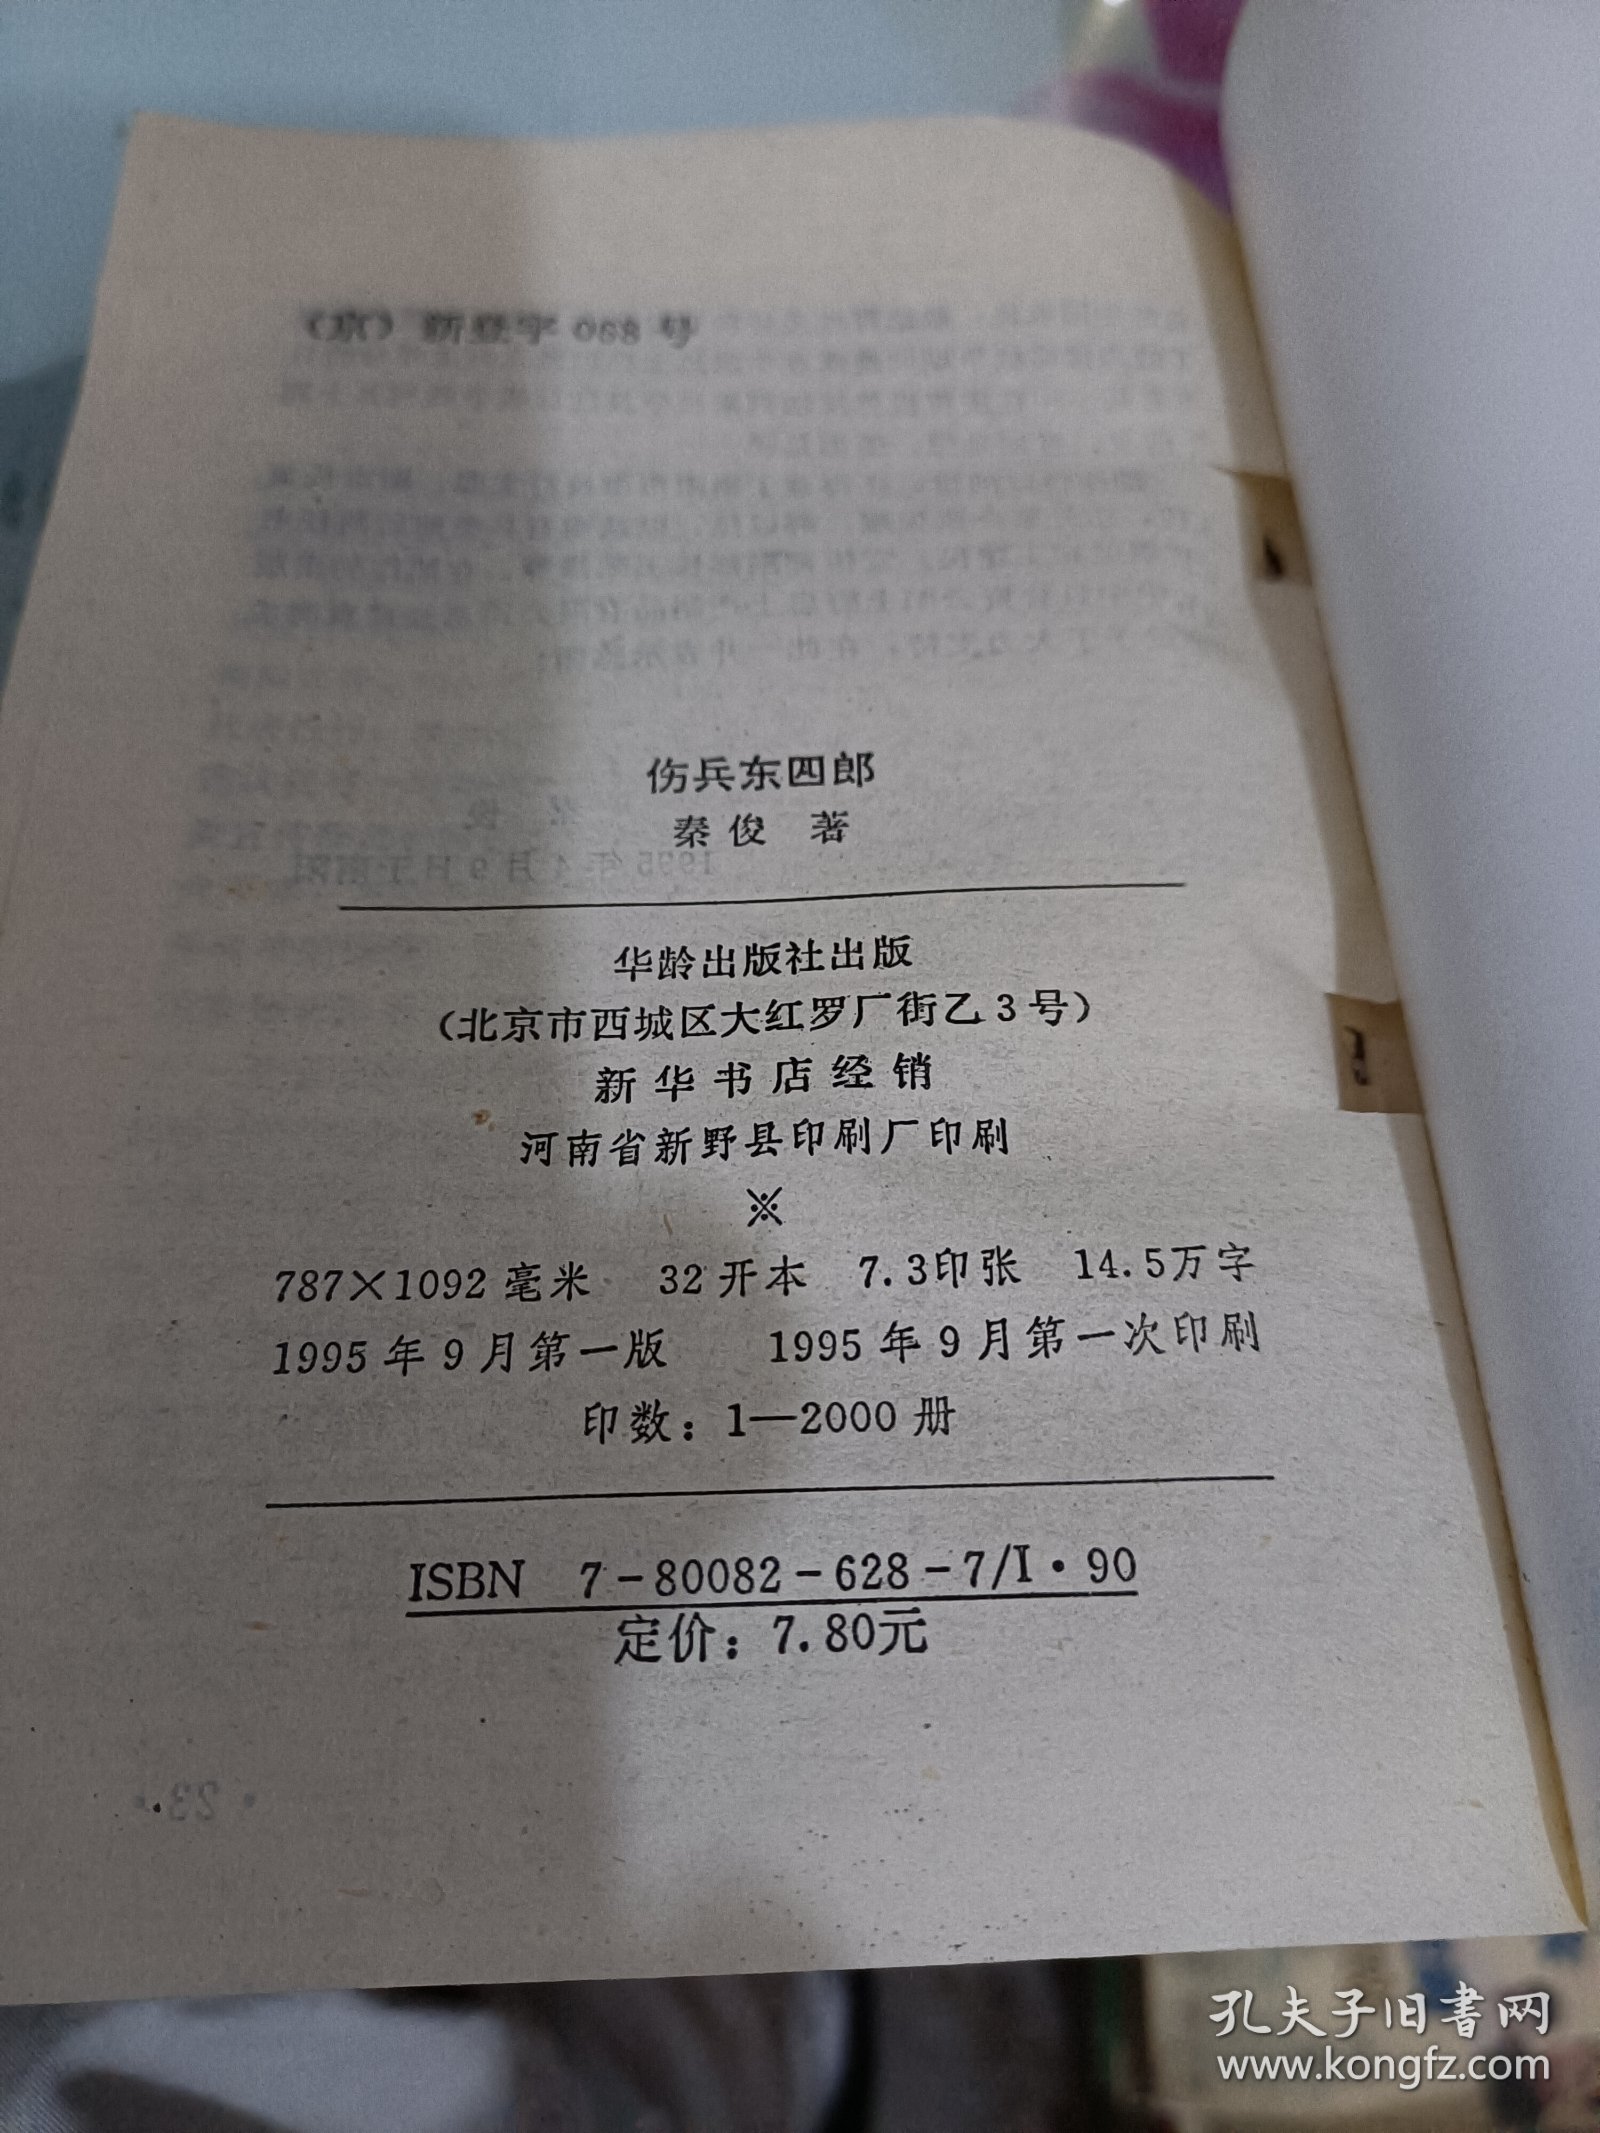 （京）新登字068号
伤兵东四郎
秦俊 著
华龄出版社出版
（北京市西城区大红罗厂街乙3号）
新华书店经销
河南省新野县印刷厂印刷
※
787×1092毫米 32开本 7.3印张 14.5万字
1995年9月第一版 1995年9月第一次印刷
印数：1—2000册
ISBN 7-80082-628-7/I·90
定价：7.80元
孔夫子旧书网
www.kongfz.com